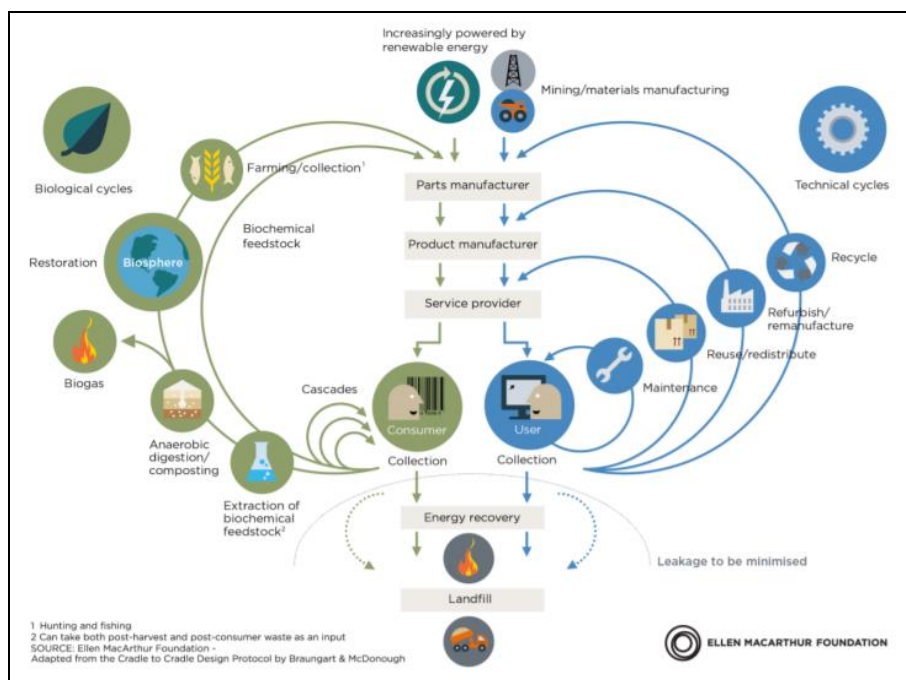 Increasingly powered by
renewable energy
Mining/materials manufacturing
Biological cycles
Technical cycles
Farming/collection¹
Parts manufacturer
Biochemical
feedstock
Product manufacturer
Restoration
Biosphere
Recycle
Service provider
Refurbish/
remanufacture
Reuse/redistribute
Biogas
Maintenance
Cascades
Consumer
User
Anaerobic
digestion/
composting
Collection
Collection
Extraction of
biochemical
feedstock²
Energy recovery
Leakage to be minimised
Landfill
1 Hunting and fishing
2 Can take both post-harvest and post-consumer waste as an input
SOURCE: Ellen MacArthur Foundation -
Adapted from the Cradle to Cradle Design Protocol by Braungart & McDonough
ELLEN MACARTHUR FOUNDATION